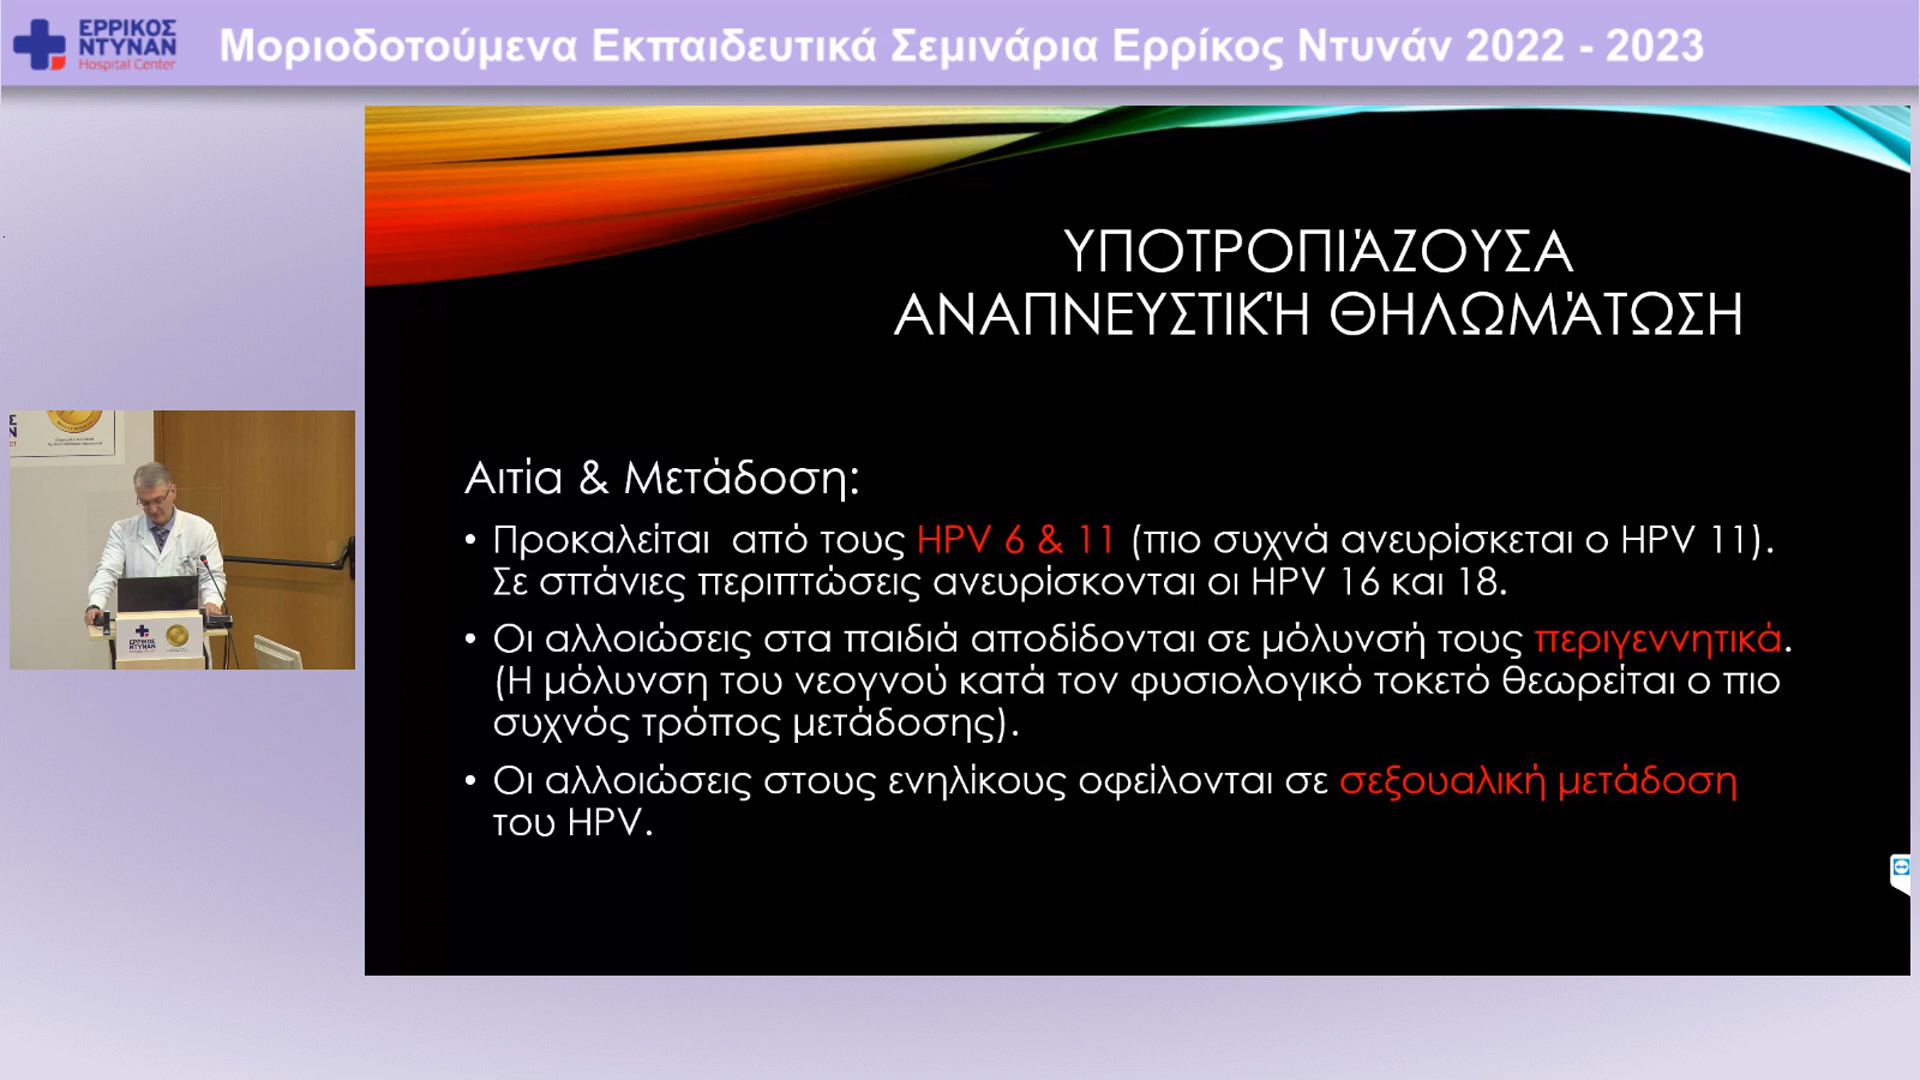 ΕΡΡΙΚΟΣ
ΝΤΥΝΑΝ
Hospital Center
Μοριοδοτούμενα Εκπαιδευτικά Σεμινάρια Ερρίκος Ντυνάν 2022 - 2023
ΥΠΟΤΡΟΠΙΆΖΟΥΣΑ
ΑΝΑΠΝΕΥΣΤΙΚΉ ΘΗΛΩΜΆΤΩΣΗ
Αιτία & Μετάδοση:
• Προκαλείται από τους HPV 6 & 11 (πιο συχνά ανευρίσκεται ο HPV 11).
Σε σπάνιες περιπτώσεις ανευρίσκονται οι HPV 16 και 18.
• Οι αλλοιώσεις στα παιδιά αποδίδονται σε μόλυνσή τους περιγεννητικά.
(Η μόλυνση του νεογνού κατά τον φυσιολογικό τοκετό θεωρείται ο πιο
συχνός τρόπος μετάδοσης).
• Οι αλλοιώσεις στους ενηλίκους οφείλονται σε σεξουαλική μετάδοση
του HPV.
ΕΡΡΙΚΟΣ
ΝΤΥΝΑΝ